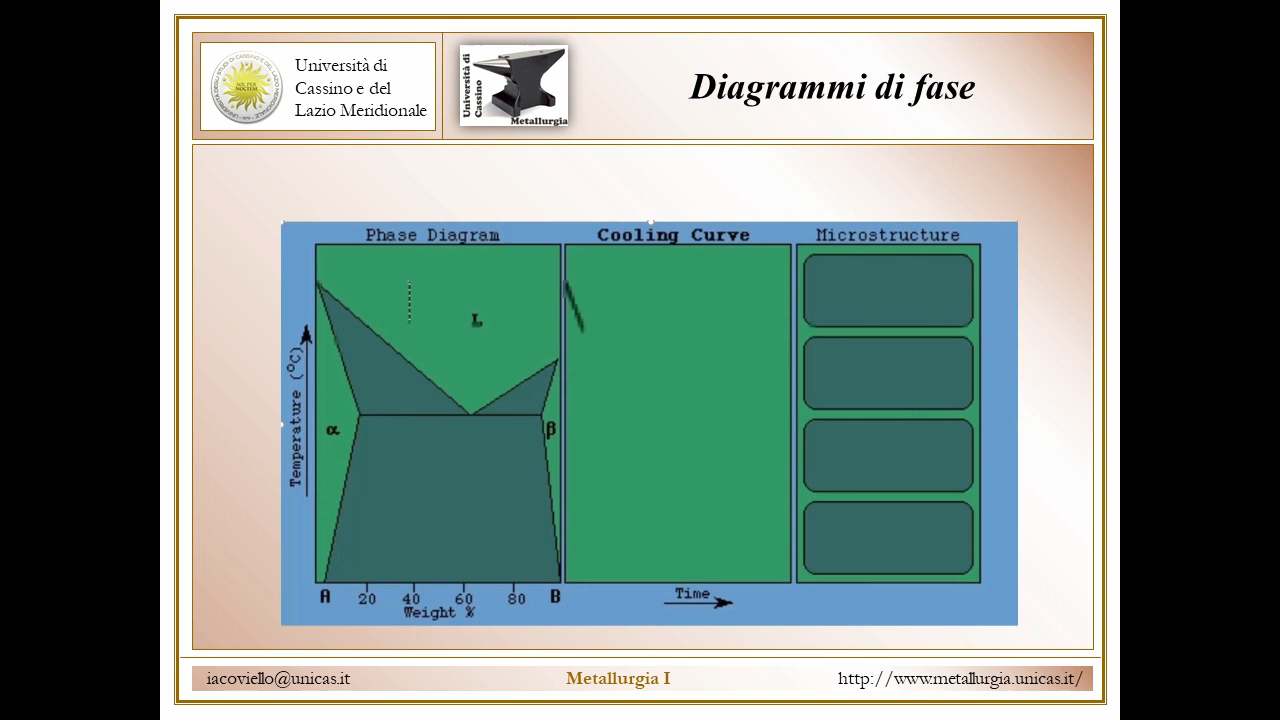 Università di
Cassino e del
Lazio Meridionale
Università di
Cassino
Metallurgia
Diagrammi di fase
Phase Diagram
Cooling Curve
Microstructure
Temperature (°C)
L
α
β
A 20 40 60 80 B
Weight %
Time
iacoviello@unicas.it
Metallurgia I
http://www.metallurgia.unicas.it/